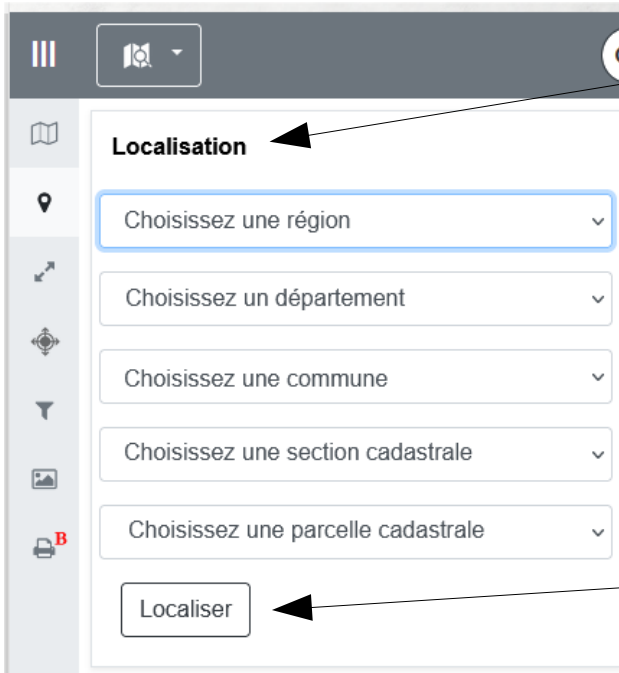 Localisation
Choisissez une région
Choisissez un département
Choisissez une commune
Choisissez une section cadastrale
Choisissez une parcelle cadastrale
B
Localiser